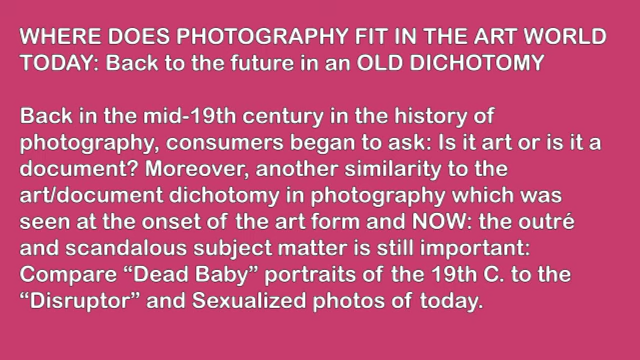 WHERE DOES PHOTOGRAPHY FIT IN THE ART WORLD
TODAY: Back to the future in an OLD DICHOTOMY
Back in the mid-19th century in the history of
photography, consumers began to ask: Is it art or is it a
document? Moreover, another similarity to the
art/document dichotomy in photography which was
seen at the onset of the art form and NOW: the outré
and scandalous subject matter is still important:
Compare “Dead Baby” portraits of the 19th C. to the
“Disruptor” and Sexualized photos of today.